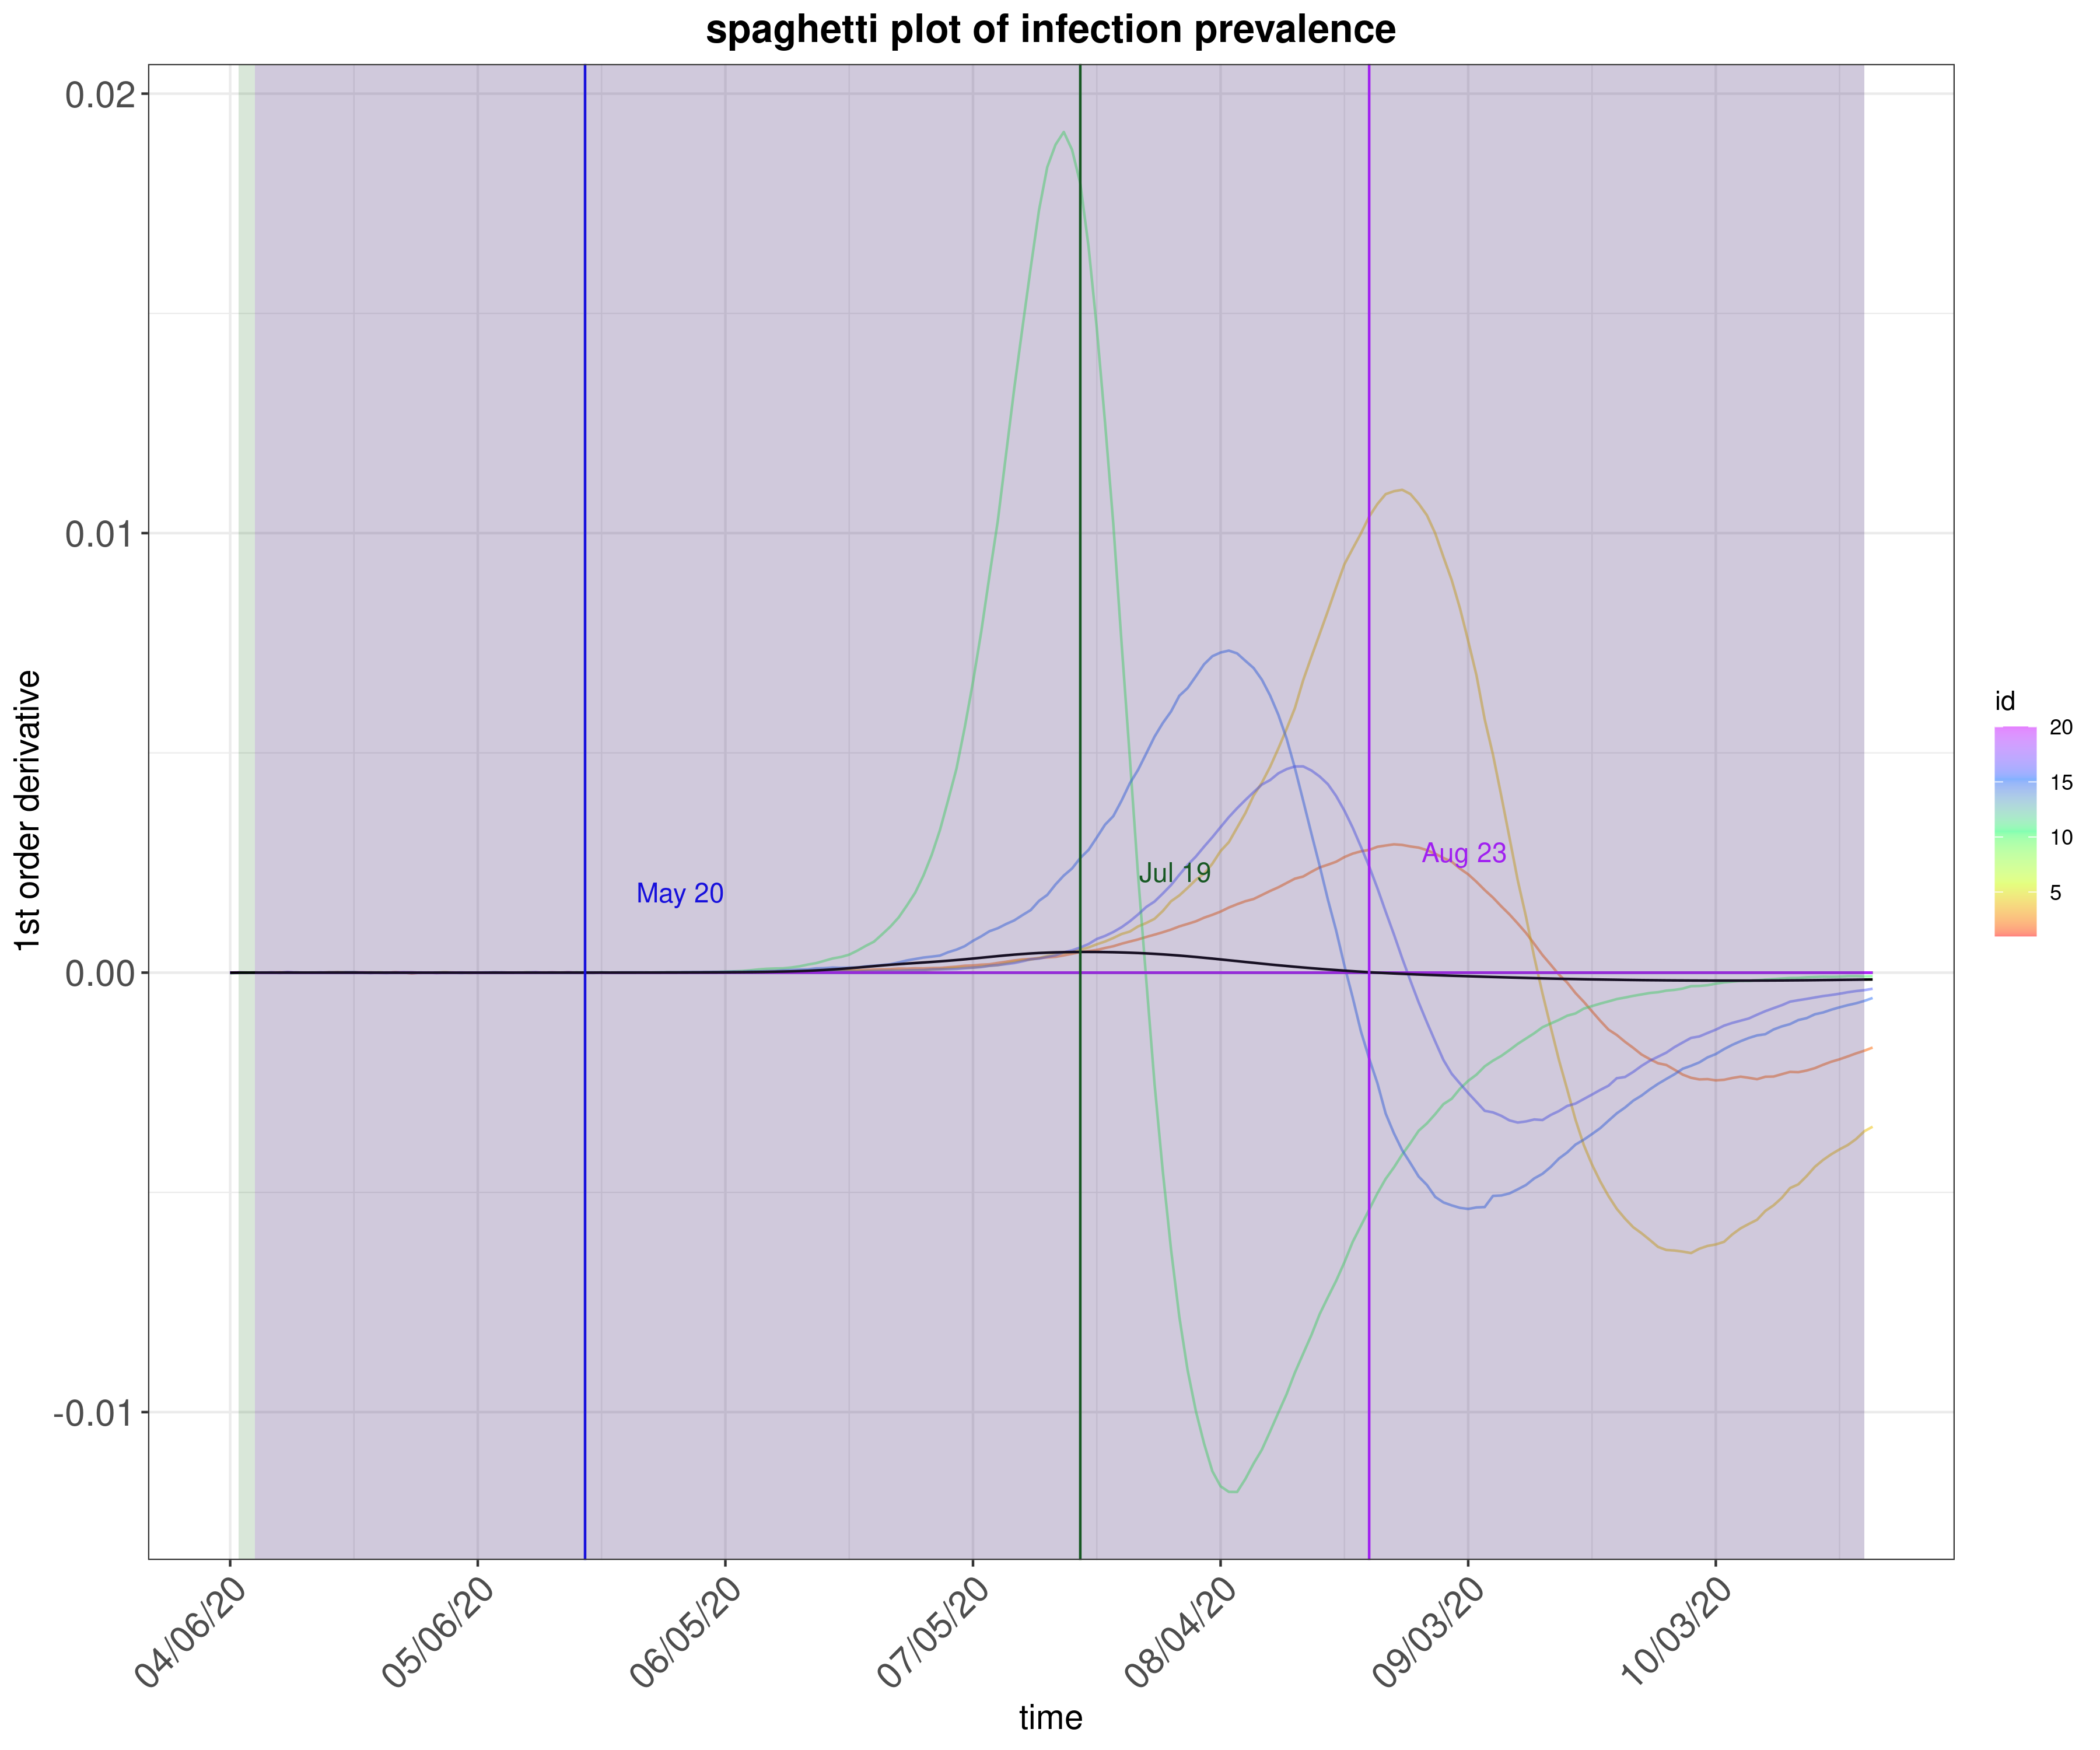 spaghetti plot of infection prevalence
1st order derivative
0.02
0.01
0.00
-0.01
May 20
Jul 19
Aug 23
04/06/20
05/06/20
06/05/20
07/05/20
08/04/20
09/03/20
10/03/20
time
id
20
15
10
5